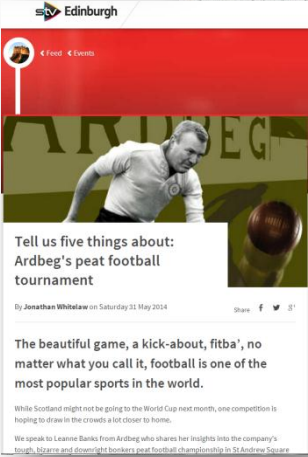 stv Edinburgh
Feed Events
ARDBEG
Tell us five things about:
Ardbeg's peat football
tournament
By Jonathan Whitelaw on Saturday 31 May 2014
Share
The beautiful game, a kick-about, fitba', no
matter what you call it, football is one of the
most popular sports in the world.
While Scotland might not be going to the World Cup next month, one competition is
hoping to draw in the crowds a lot closer to home.
We speak to Leanne Banks from Ardbeg who shares her insights into the company's
tough, bizarre and downright bonkers peat football championship in St Andrew Square